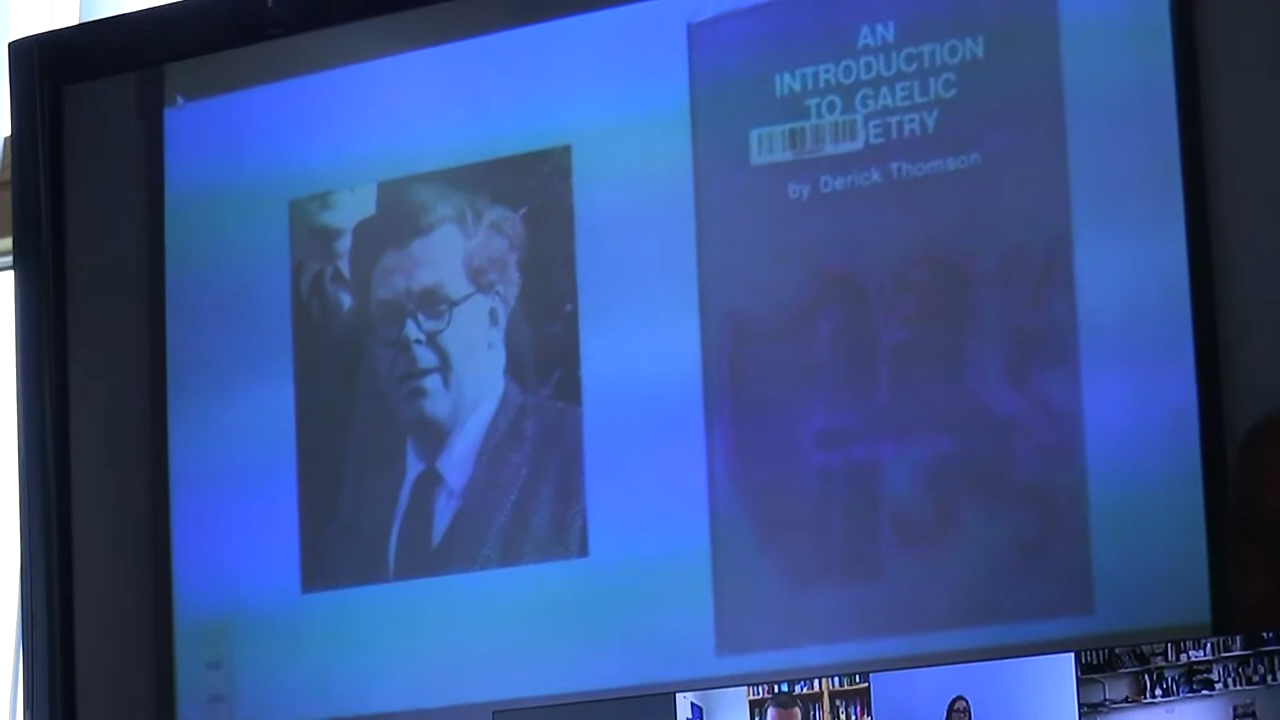 AN
INTRODUCTION
TO GAELIC
ETRY
by Derick Thomson